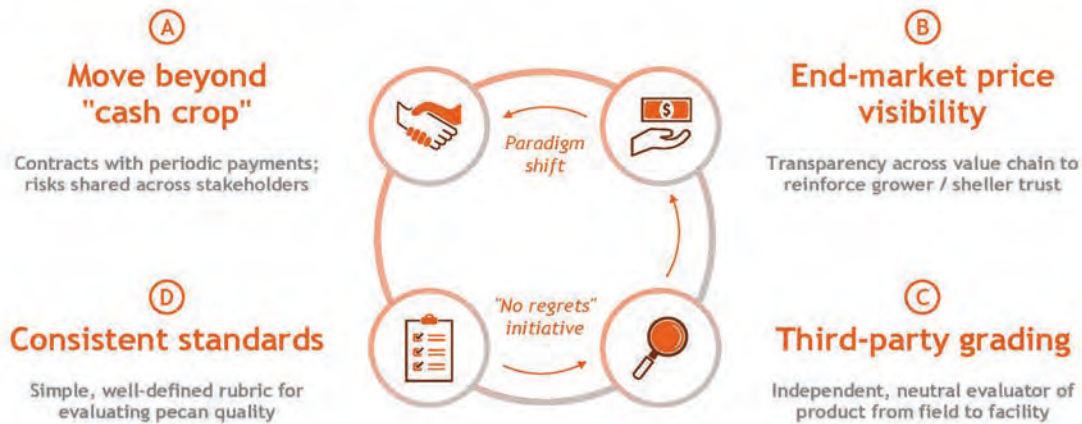 A
Move beyond
"cash crop"
Contracts with periodic payments;
risks shared across stakeholders
$
Paradigm
shift
B
End-market price
visibility
Transparency across value chain to
reinforce grower / sheller trust
D
Consistent standards
Simple, well-defined rubric for
evaluating pecan quality
"No regrets"
initiative
C
Third-party grading
Independent, neutral evaluator of
product from field to facility